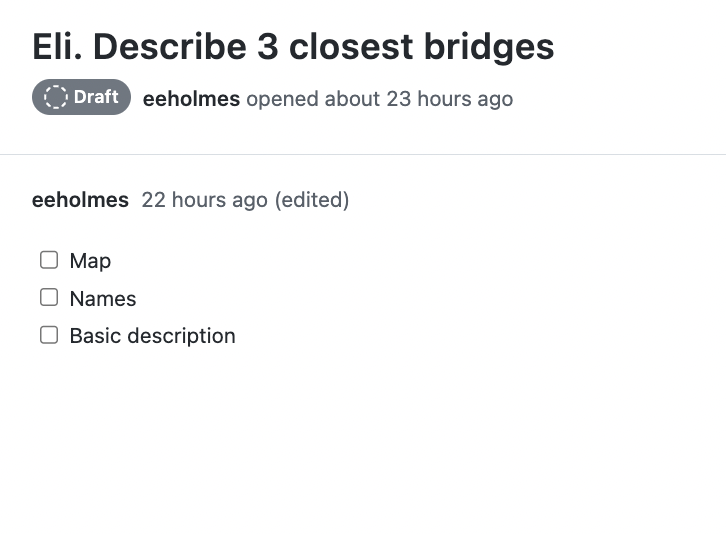 Eli. Describe 3 closest bridges
Draft eeholmes opened about 23 hours ago
eeholmes 22 hours ago (edited)
Map
Names
Basic description